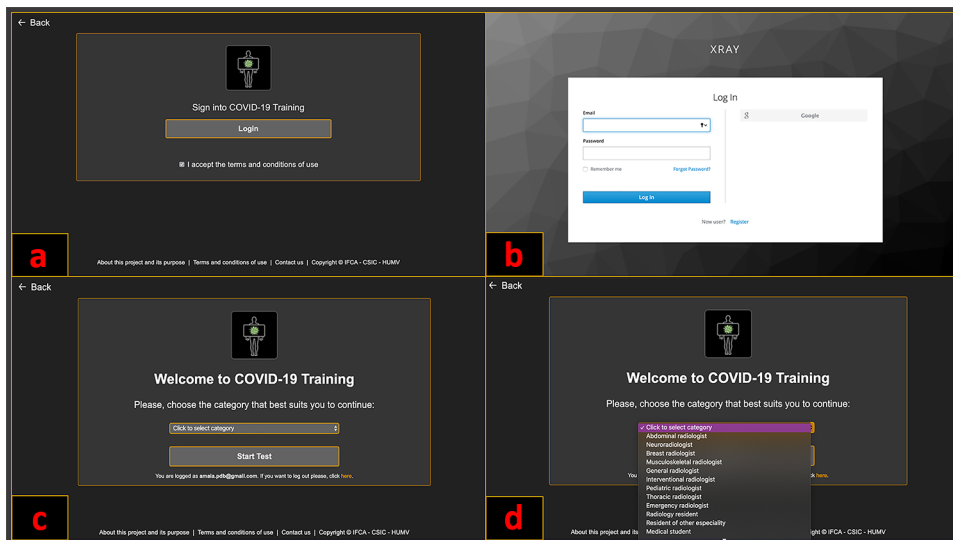 ← Back
Sign into COVID-19 Training
Login
I accept the terms and conditions of use
About this project and its purpose | Terms and conditions of use | Contact us | Copyright © IFCA - CSIC - HUMV
a
XRAY
Log In
Email
Password
Remember me Forgot Password?
Log In
Google
New user? Register
b
← Back
Welcome to COVID-19 Training
Please, choose the category that best suits you to continue:
Click to select category
Start Test
You are logged as amala.pdb@gmail.com. If you want to log out please, click here.
About this project and its purpose | Terms and conditions of use | Contact us | Copyright © IFCA - CSIC - HUMV
c
← Back
Welcome to COVID-19 Training
Please, choose the category that best suits you to continue:
✓ Click to select category
Abdominal radiologist
Neuroradiologist
Breast radiologist
Musculoskeletal radiologist
General radiologist
Interventional radiologist
Pediatric radiologist
Thoracic radiologist
Emergency radiologist
Radiology resident
Resident of other especiality
Medical student
You
here.
About this project and its
ht © IFCA - CSIC - HUMV
d